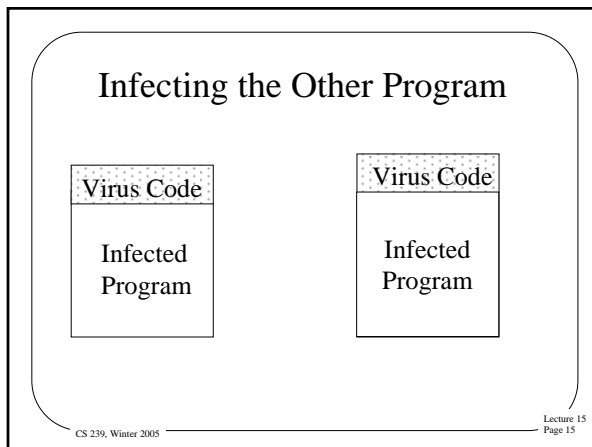 Infecting the Other Program
Virus Code
Infected
Program
Virus Code
Infected
Program
CS 239, Winter 2005
Lecture 15
Page 15